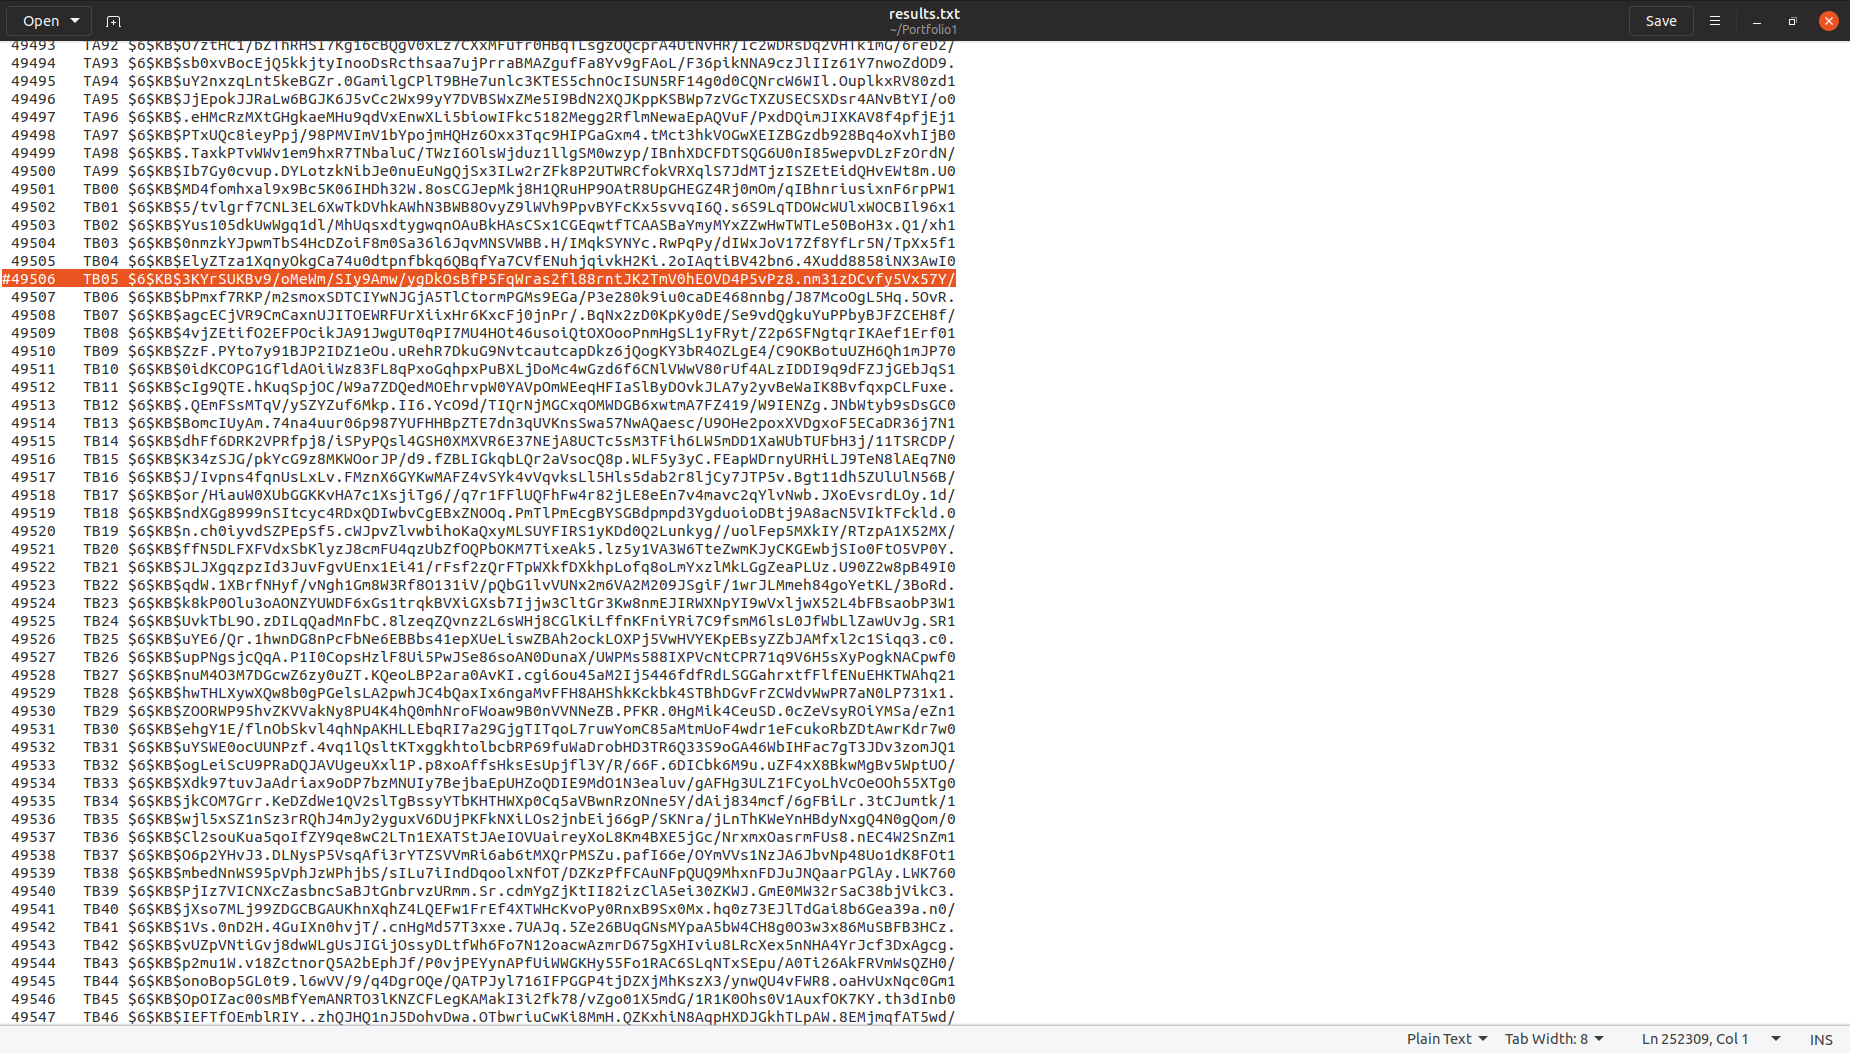 Open
results.txt
~/Portfolio1
Save
49493 TA92 $6$KB$O7ztHC1/bZThRHSI7Kg16cBQgV0xLz7CXxMFufr0HBqTLsgzOQcprA4UtNvHR/Ic2wDRsDq2VHTk1mG/6reD2/
49494 TA93 $6$KB$sb0xvBocEjQ5kkjtyInooDsRcthsaa7ujPrraBMAZgufFa8Yv9gFAoL/F36pikNNA9czJlIIz61Y7nwoZdOD9.
49495 TA94 $6$KB$uY2nxzqLnt5keBGZr.0GamilgCPlT9BHe7unlc3KTES5chnOcISUN5RF14g0d0CQNrcW6WIl.OuplkxRV80zd1
49496 TA95 $6$KB$JjEpokJJRaLw6BGJK6J5vCc2Wx99yY7DVBSWxZMe5I9BdN2XQJKppKSBWp7zVGcTXZUSECSXDsr4ANvBtYI/o0
49497 TA96 $6$KB$.eHMcRzMXtGHgkaeMHu9qdVxEnwXLi5biowIFkc5182Megg2RflmNewaEpAQVuF/PxdDQimJIXKAV8f4pfjEj1
49498 TA97 $6$KB$PTxUQc8ieyPpj/98PMVImV1bYpojmHQHz6Oxx3Tqc9HIPGaGxm4.tMct3hkVOGwXEIZBGzdb928Bq4oXvhIjB0
49499 TA98 $6$KB$.TaxkPTvWWv1em9hxR7TNbaluC/TWzI6OlsWjduz1llgSM0wzyp/IBnhXDCFDTSQG6U0nI85wepvDLzFzOrdN/
49500 TA99 $6$KB$Ib7Gy0cvup.DYLotzkNibJe0nuEuNgQjSx3ILw2rZFk8P2UTWRCfokVRXqlS7JdMTjzISZEtEidQHvEWt8m.U0
49501 TB00 $6$KB$MD4fomhxal9x9Bc5K06IHDh32W.8osCGJepMkj8H1QRuHP9OAtR8UpGHEGZ4Rj0mOm/qIBhnriusixnF6rpPW1
49502 TB01 $6$KB$5/tvlgrf7CNL3EL6XwTkDVhkAWhN3BWB8OvyZ9lWVh9PpvBYFcKx5svvqI6Q.s6S9LqTDOWcWUlxWOCBIl96x1
49503 TB02 $6$KB$Yus105dkUwWgq1dl/MhUqsxdtygwqnOAuBkHAsCSx1CGEqwtfTCAASBaYmyMYxZZwHwTWTLe50BoH3x.Q1/xh1
49504 TB03 $6$KB$0nmzkYJpwmTbS4HcDZoiF8m0Sa36l6JqvMNSVWBB.H/IMqkSYNYc.RwPqPy/dIWxJoV17Zf8YfLr5N/TpXx5f1
49505 TB04 $6$KB$ElyZTza1XqnyOkgCa74u0dtpnfbkq6QBqfYa7CVfENuhjqivkH2Ki.2oIAqtiBV42bn6.4Xudd8858iNX3AwI0
#49506 TB05 $6$KB$3KYrSUKBv9/oMeWm/SIy9Amw/ygDkOsBfP5FqWras2fl88rntJK2TmV0hEOVD4P5vPz8.nm31zDCvfy5Vx57Y/
49507 TB06 $6$KB$bPmxf7RKP/m2smoxSDTCIYwNJGjA5TlCtormPGMs9EGa/P3e280k9iu0caDE468nnbg/J87McoOgL5Hq.5OvR.
49508 TB07 $6$KB$agcECjVR9CmCaxnUJITOEWRFUrXiixHr6KxcFj0jnPr/.BqNx2zD0KpKy0dE/Se9vdQgkuYuPPbyBJFZCEH8f/
49509 TB08 $6$KB$4vjZEtifO2EFPOcikJA91JwgUT0qPI7MU4HOt46usoiQtOXOooPnmHgSL1yFRyt/Z2p6SFNgtqrIKAef1Erf01
49510 TB09 $6$KB$ZzF.PYto7y91BJP2IDZ1eOu.uRehR7DkuG9NvtcautcapDkz6jQogKY3bR4OZLgE4/C9OKBotuUZH6Qh1mJP70
49511 TB10 $6$KB$0idKCOPG1GfldAOiiWz83FL8qPxoGqhpxPuBXLjDoMc4wGzd6f6CNlVWwV80rUf4ALzIDDI9q9dFZJjGEbJqS1
49512 TB11 $6$KB$cIg9QTE.hKuqSpjOC/W9a7ZDQedMOEhrvpW0YAVpOmWEeqHFIaSlByDOvkJLA7y2yvBeWaIK8BvfqxpCLFuxe.
49513 TB12 $6$KB$.QEmFSsMTqV/ySZYZuf6Mkp.II6.YcO9d/TIQrNjMGCxqOMWDGB6xwtmA7FZ419/W9IENZg.JNbWtyb9sDsGC0
49514 TB13 $6$KB$BomcIUyAm.74na4uur06p987YUFHHBpZTE7dn3qUVKnsSwa57NwAQaesc/U9OHe2poxXVDgxoF5ECaDR36j7N1
49515 TB14 $6$KB$dhFf6DRK2VPRfpj8/iSPyPQsl4GSH0XMXVR6E37NEjA8UCTc5sM3TFih6LW5mDD1XaWUbTUFbH3j/11TSRCDP/
49516 TB15 $6$KB$K34zSJG/pkYcG9z8MKWOorJP/d9.fZBLIGkqbLQr2aVsocQ8p.WLF5y3yC.FEapWDrnyURHiLJ9TeN8lAEq7N0
49517 TB16 $6$KB$J/Ivpns4fqnUsLxLv.FMznX6GYKwMAFZ4vSYk4vVqvksLl5Hls5dab2r8ljCy7JTP5v.Bgt11dh5ZUlUlN56B/
49518 TB17 $6$KB$or/HiauW0XUbGGKKvHA7c1XsjiTg6//q7r1FFlUQFhFw4r82jLE8eEn7v4mavc2qYlvNwb.JXoEvsrdLOy.1d/
49519 TB18 $6$KB$ndXGg8999nSItcyc4RDxQDIwbvCgEBxZNOOq.PmTlPmEcgBYSGBdpmpd3YgduoioDBtj9A8acN5VIkTFckld.0
49520 TB19 $6$KB$n.ch0iyvdSZPEpSf5.cWJpvZlvwbihoKaQxyMLSUYFIRS1yKDd0Q2Lunkyg//uolFep5MXkIY/RTzpA1X52MX/
49521 TB20 $6$KB$ffN5DLFXFVdxSbKlyzJ8cmFU4qzUbZfOQPbOKM7TixeAk5.lz5y1VA3W6TteZwmKJyCKGEwbjSIo0FtO5VP0Y.
49522 TB21 $6$KB$JLJXgqzpzId3JuvFgvUEnx1Ei41/rFsf2zQrFTpWXkfDXkhpLofq8oLmYxzlMkLGgZeaPLUz.U90Z2w8pB49I0
49523 TB22 $6$KB$qdW.1XBrfNHyf/vNgh1Gm8W3Rf8O131iV/pQbG1lvVUNx2m6VA2M209JSgiF/1wrJLMmeh84goYetKL/3BoRd.
49524 TB23 $6$KB$k8kP0Olu3oAONZYUWDF6xGs1trqkBVXiGXsb7Ijjw3CltGr3Kw8nmEJIRWXNpYI9wVxljwX52L4bFBsaobP3W1
49525 TB24 $6$KB$UvkTbL9O.zDILqQadMnFbC.8lzeqZQvnz2L6sWHj8CGlKiLffnKFniYRi7C9fsmM6lsL0JfWbLlZawUvJg.SR1
49526 TB25 $6$KB$uYE6/Qr.1hwnDG8nPcFbNe6EBBbs41epXUeLiswZBAh2ockLOXPj5VwHVYEKpEBsyZZbJAMfxl2c1Siqq3.c0.
49527 TB26 $6$KB$upPNgsjcQqA.P1I0CopsHzlF8Ui5PwJSe86soAN0DunaX/UWPMs588IXPVcNtCPR71q9V6H5sXyPogkNACpwf0
49528 TB27 $6$KB$nuM4O3M7DGcwZ6zy0uZT.KQeoLBP2ara0AvKI.cgi6ou45aM2Ij5446fdfRdLSGGahrxtfFlfENuEHKTWAhq21
49529 TB28 $6$KB$hwTHLXywXQw8b0gPGelsLA2pwhJC4bQaxIx6ngaMvFFH8AHShkKckbk4STBhDGvFrZCWdvWwPR7aN0LP731x1.
49530 TB29 $6$KB$ZOORWP95hvZKVVakNy8PU4K4hQ0mhNroFWoaw9B0nVVNNeZB.PFKR.0HgMik4CeuSD.0cZeVsyROiYMSa/eZn1
49531 TB30 $6$KB$ehgY1E/flnObSkvl4qhNpAKHLLEbqRI7a29GjgTITqoL7ruwYomC85aMtmUoF4wdr1eFcukoRbZDtAwrKdr7w0
49532 TB31 $6$KB$uYSWE0ocUUNPzf.4vq1lQsltKTxggkhtolbcbRP69fuWaDrobHD3TR6Q33S9oGA46WbIHFac7gT3JDv3zomJQ1
49533 TB32 $6$KB$ogLeiScU9PRaDQJAVUgeuXxl1P.p8xoAffsHksEsUpjfl3Y/R/66F.6DICbk6M9u.uZF4xX8BkwMgBv5WptUO/
49534 TB33 $6$KB$Xdk97tuvJaAdriax9oDP7bzMNUIy7BejbaEpUHZoQDIE9MdO1N3ealuv/gAFHg3ULZ1FCyoLhVcOeOOh55XTg0
49535 TB34 $6$KB$jkCOM7Grr.KeDZdWe1QV2slTgBssyYTbKHTHWXp0Cq5aVBwnRzONne5Y/dAij834mcf/6gFBiLr.3tCJumtk/1
49536 TB35 $6$KB$wjl5xSZ1nSz3rRQhJ4mJy2yguxV6DUjPKFkNXiLOs2jnbEij66gP/SKNra/jLnThKWeYnHBdyNxgQ4N0gQom/0
49537 TB36 $6$KB$Cl2souKua5qoIfZY9qe8wC2LTn1EXATStJAeIOVUaireyXoL8Km4BXE5jGc/NrxmxOasrmFUs8.nEC4W2SnZm1
49538 TB37 $6$KB$O6p2YHvJ3.DLNysP5VsqAfi3rYTZSVVmRi6ab6tMXQrPMSZu.pafI66e/OYmVVs1NzJA6JbvNp48Uo1dK8FOt1
49539 TB38 $6$KB$mbedNnWS95pVphJzWPhjbS/sILu7iIndDqoolxNfOT/DZKzPfFCAuNFpQUQ9MhxnFDJuJNQaarPGlAy.LWK760
49540 TB39 $6$KB$PjIz7VICNXcZasbncSaBJtGnbrvzURmm.Sr.cdmYgZjKtII82izClA5ei30ZKWJ.GmE0MW32rSaC38bjVikC3.
49541 TB40 $6$KB$jXso7MLj99ZDGCBGAUKhnXqhZ4LQEFw1FrEf4XTWHcKvoPy0RnxB9Sx0Mx.hq0z73EJlTdGai8b6Gea39a.n0/
49542 TB41 $6$KB$1Vs.0nD2H.4GuIXn0hvjT/.cnHgMd57T3xxe.7UAJq.5Ze26BUqGNsMYpaA5bW4CH8g0O3w3x86MuSBFB3HCz.
49543 TB42 $6$KB$vUZpVNtiGvj8dwWLgUsJIGijOssyDLtfWh6Fo7N12oacwAzmrD675gXHIviu8LRcXex5nNHA4YrJcf3DxAgcg.
49544 TB43 $6$KB$p2mu1W.v18ZctnorQ5A2bEphJf/P0vjPEYynAPfUiWWGKHy55Fo1RAC6SLqNTxSEpu/A0Ti26AkFRVmWsQZH0/
49545 TB44 $6$KB$onoBop5GL0t9.l6wVV/9/q4DgrOQe/QATPJyl716IFPGGP4tjDZXjMhKszX3/ynwQU4vFWR8.oaHvUxNqc0Gm1
49546 TB45 $6$KB$OpOIZac00sMBfYemANRTO3lKNZCFLegKAMakI3i2fk78/vZgo01X5mdG/1R1K0Ohs0V1AuxfOK7KY.th3dInb0
49547 TB46 $6$KB$IEFTfOEmblRIY..zhQJHQ1nJ5DohvDwa.OTbwriuCwKi8MmH.QZKxhiN8AqpHXDJGkhTLpAW.8EMjmqfAT5wd/
Plain Text
Tab Width: 8
Ln 252309, Col 1
INS